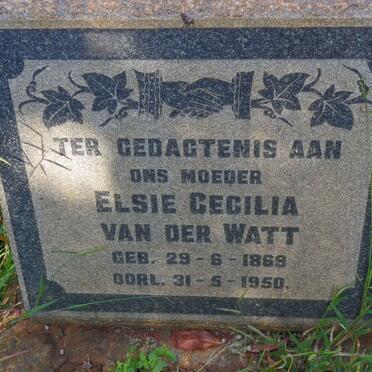 TER GEDAGTENIS AAN
ONS MOEDER
ELSIE CECILIA
VAN DER WATT
GEB. 29-6-1869
OORL. 31-5-1950.